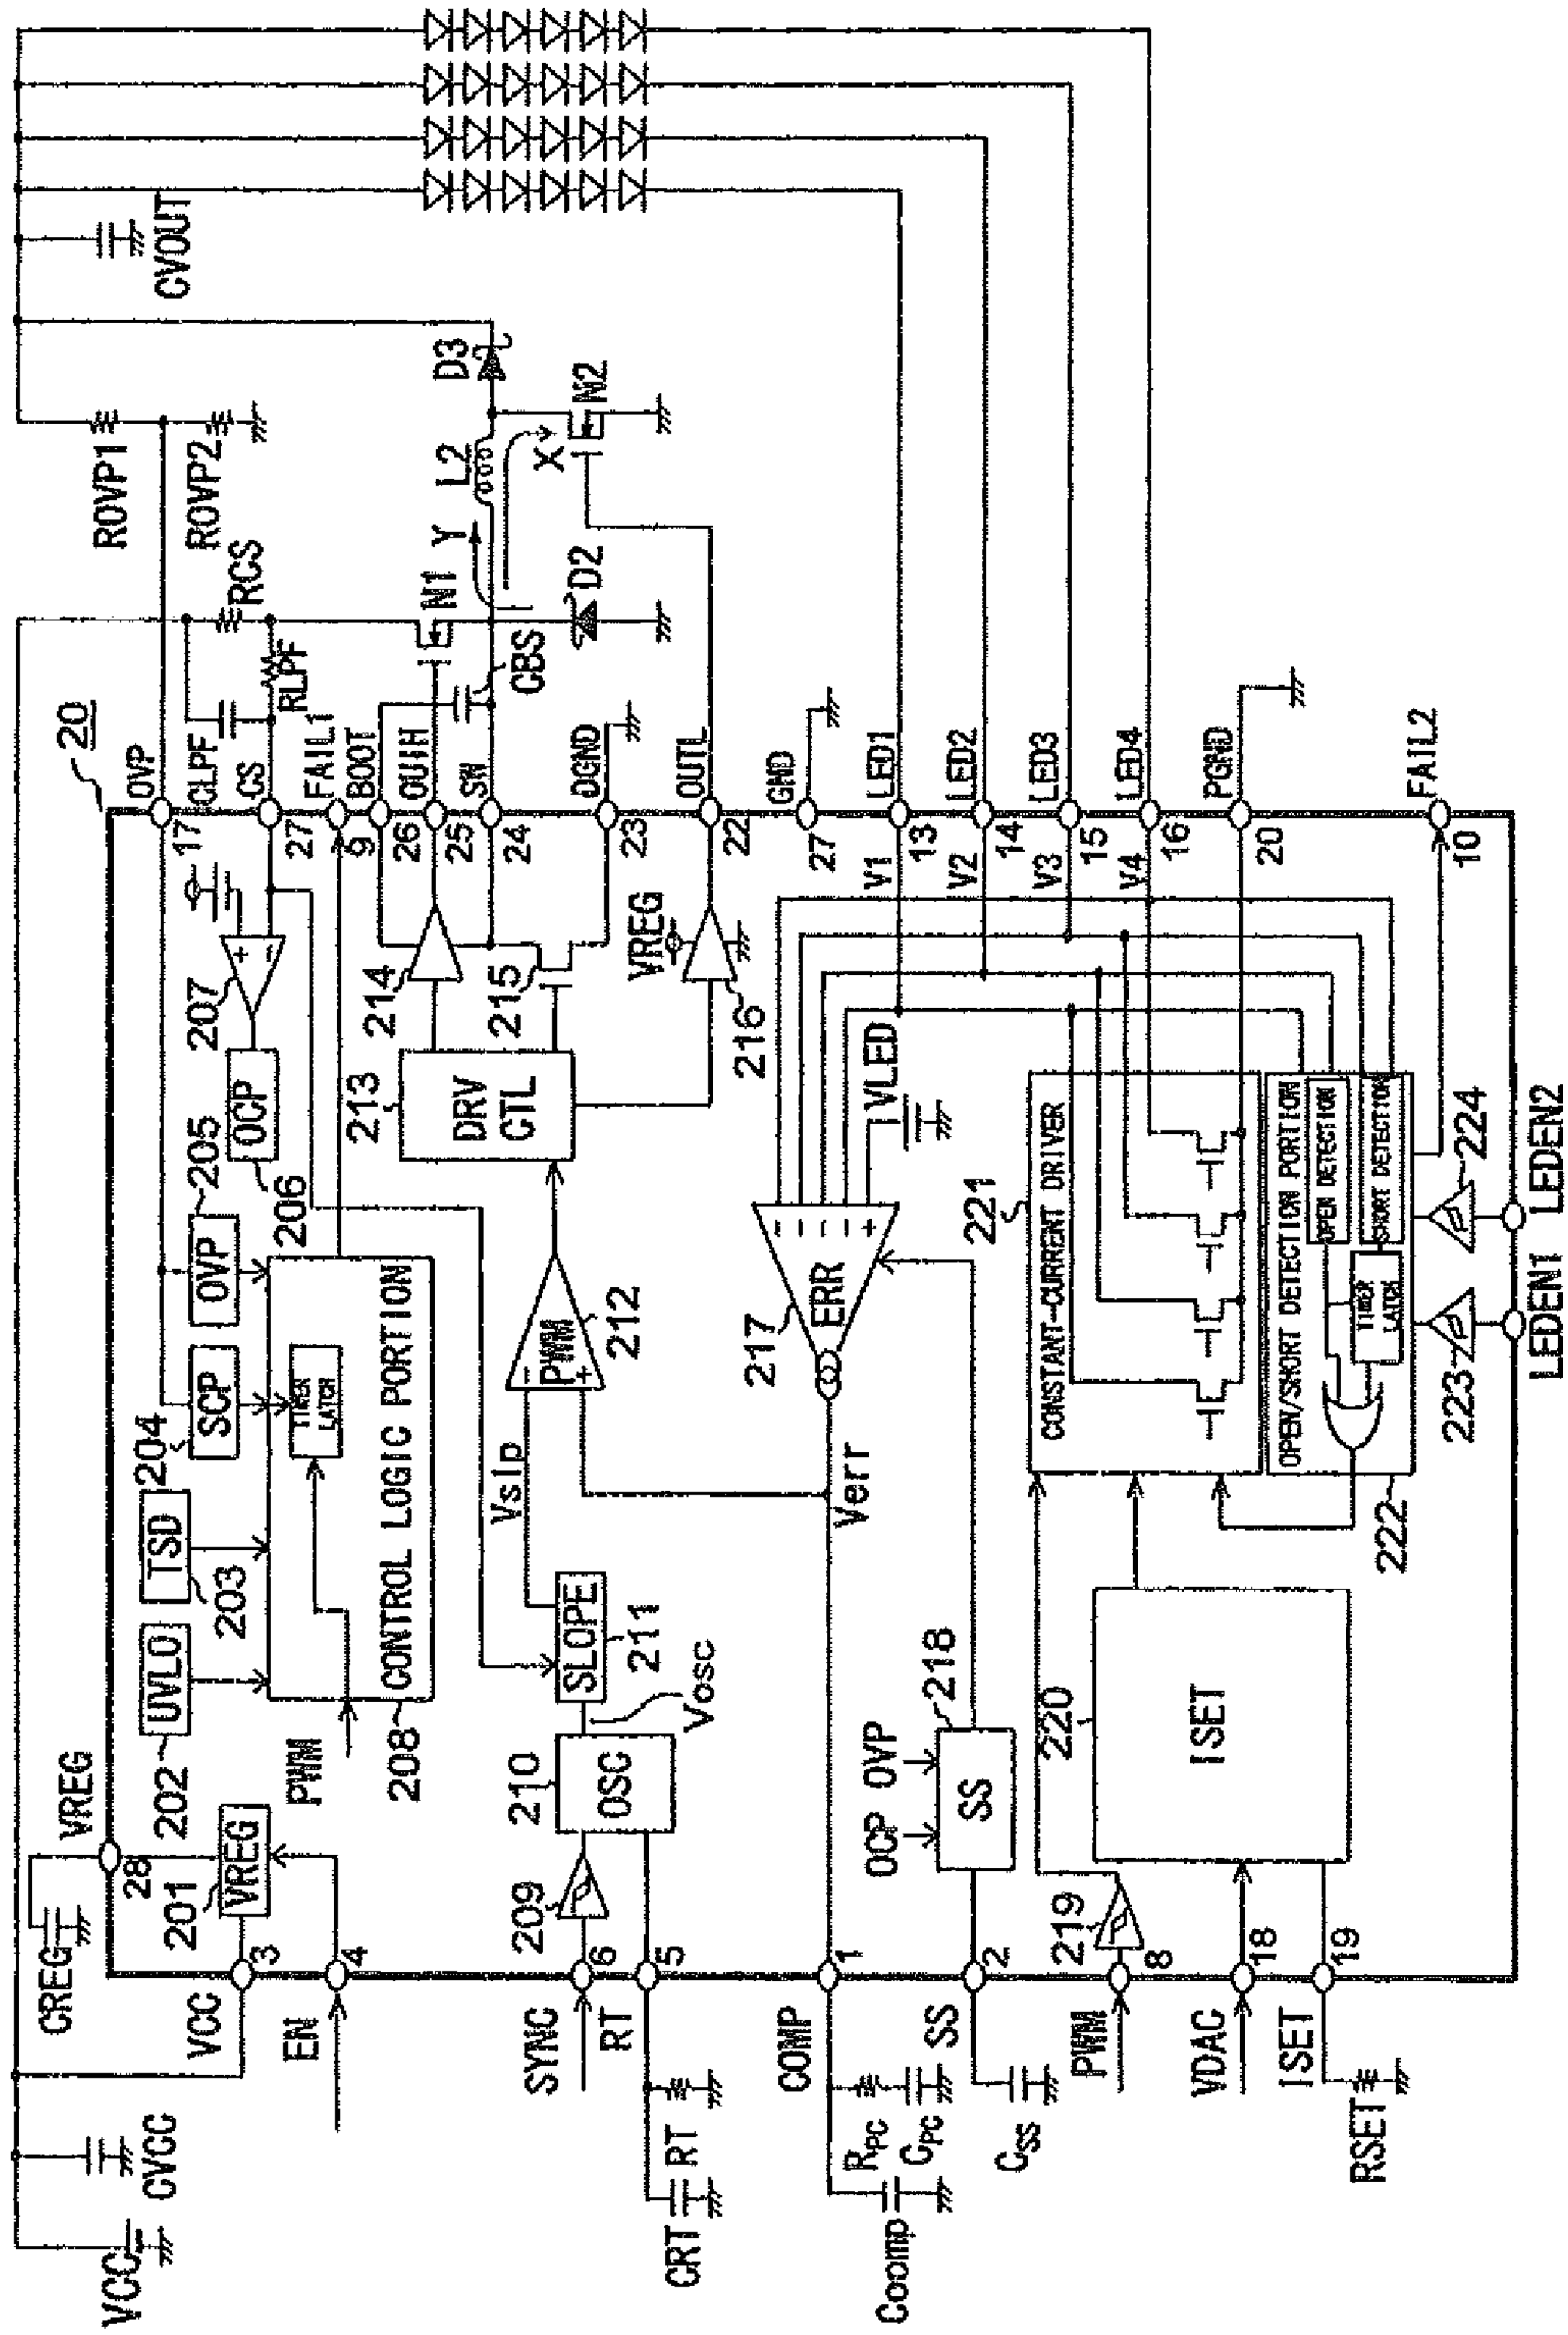 VCC
CVCC
CREG
VREG
28
20
VCC
3
201
VREG
EN
4
202
UVLO
203
TSD
204
SCP
205
OVP
206
OCP
207
+
-
PWM
TIMER
LATCH
208
CONTROL LOGIC PORTION
OVP
17
CLPF
CS
27
RLPF
RCS
FAIL1
9
BOOT
26
OUTH
25
SW
24
DGND
23
OUTL
22
GND
27
ROVP1
ROVP2
N1
Y
L2
D3
CBS
D2
X
N2
CVOUT
SYNC
6
209
RT
5
210
OSC
Vosc
SLOPE
211
Vslp
-
+
PWM
212
213
DRV
CTL
214
215
VREG
216
CRT
RT
COMP
1
Verr
217
ERR
-
-
-
-
+
VLED
Coomp
RPC
CPC
SS
2
CSS
OCP
OVP
SS
218
PWM
8
219
VDAC
18
ISET
19
RSET
220
ISET
221
CONSTANT-CURRENT DRIVER
OPEN/SHORT DETECTION PORTION
OPEN DETECTION
SHORT DETECTION
TIMER
LATCH
222
223
224
LEDEN1
LEDEN2
V1
LED1
13
V2
LED2
14
V3
LED3
15
V4
LED4
16
PGND
20
FAIL2
10